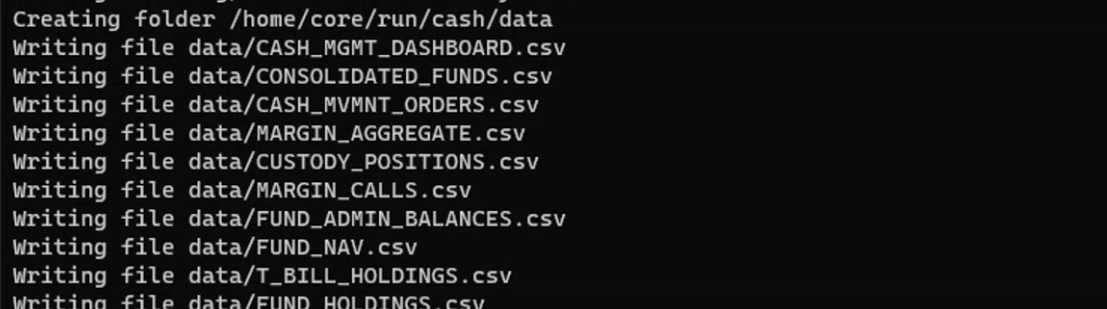 Creating folder /home/core/run/cash/data
Writing file data/CASH_MGMT_DASHBOARD.csv
Writing file data/CONSOLIDATED_FUNDS.csv
Writing file data/CASH_MVMNT_ORDERS.csv
Writing file data/MARGIN_AGGREGATE.csv
Writing file data/CUSTODY_POSITIONS.csv
Writing file data/MARGIN_CALLS.csv
Writing file data/FUND_ADMIN_BALANCES.csv
Writing file data/FUND_NAV.csv
Writing file data/T_BILL_HOLDINGS.csv
Writing file data/FUND_HOLDINGS.csv